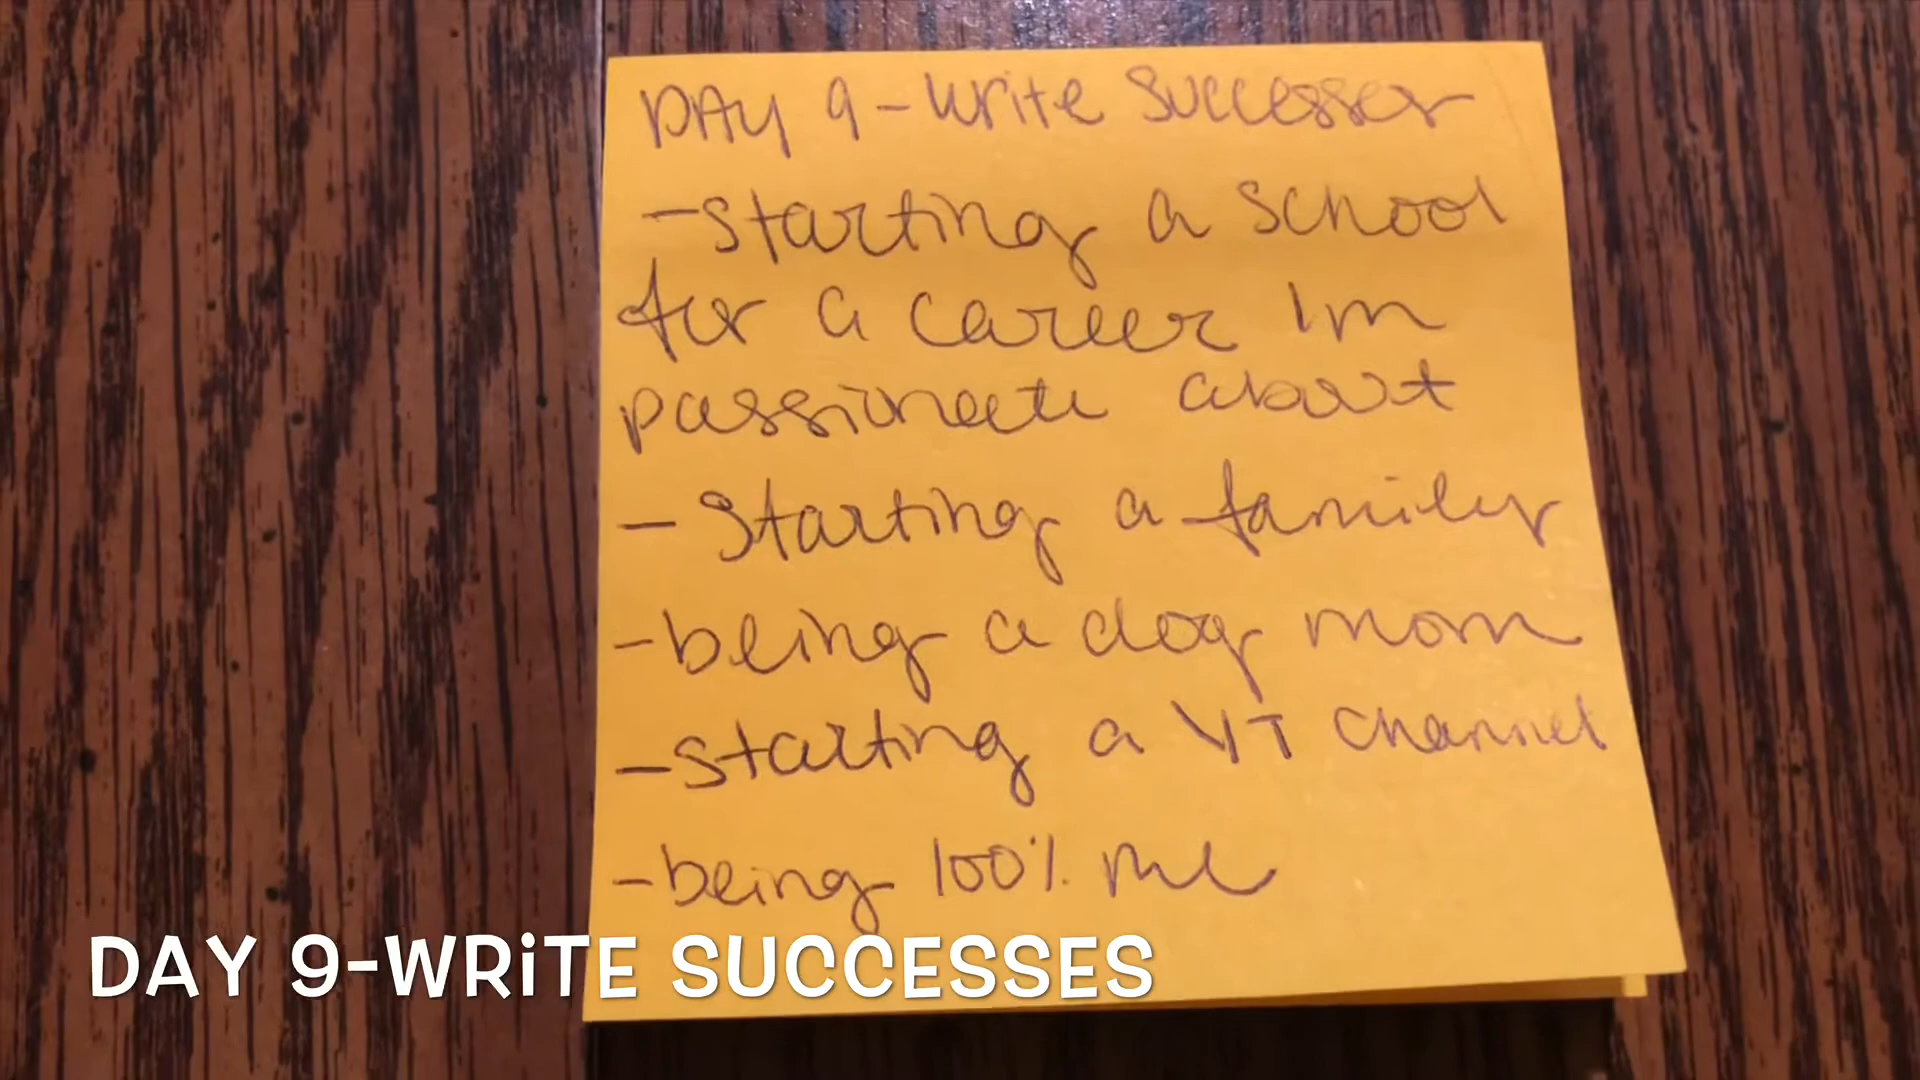 DAY 9-write successes
-starting a school
for a career Im
passionate about
- Starting a family
-being a dog mom
-starting a YT channel
-being 100% me
DAY 9-WRiTE SUCCESSES